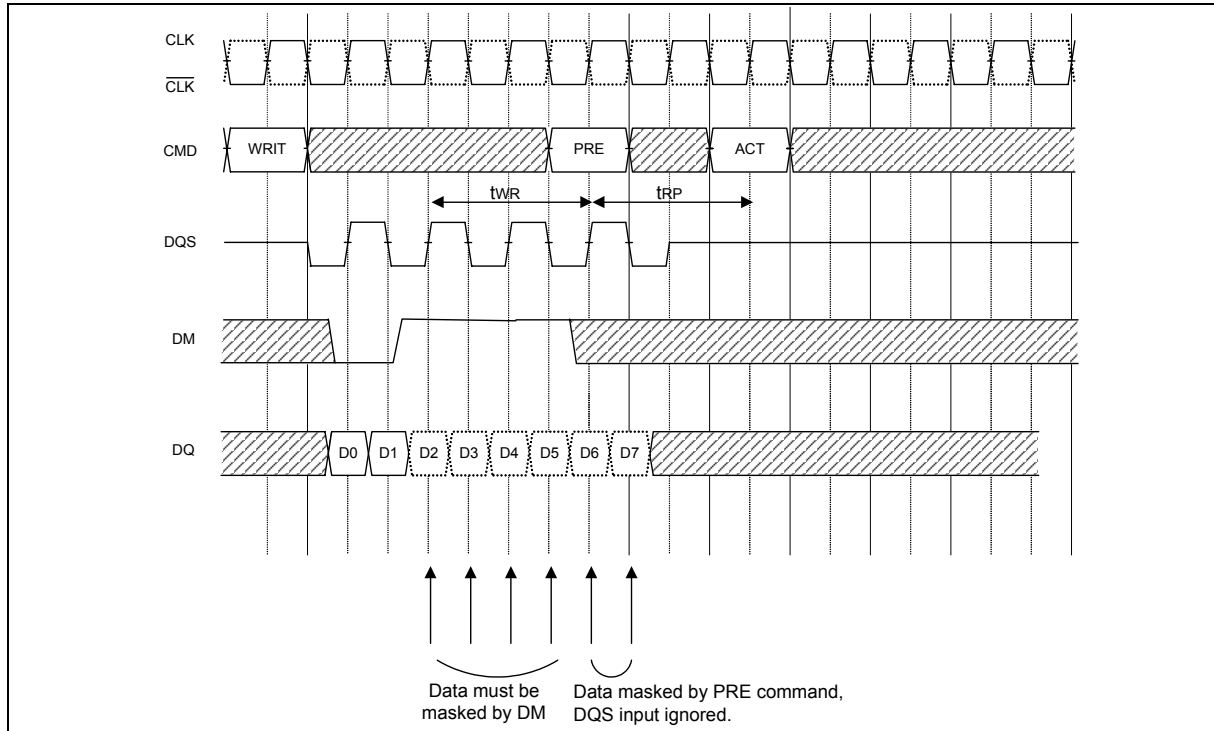 CLK
CLK
CMD
WRIT
PRE
ACT
tWR
tRP
DQS
DM
DQ
D0
D1
D2
D3
D4
D5
D6
D7
Data must be
masked by DM
Data masked by PRE command,
DQS input ignored.